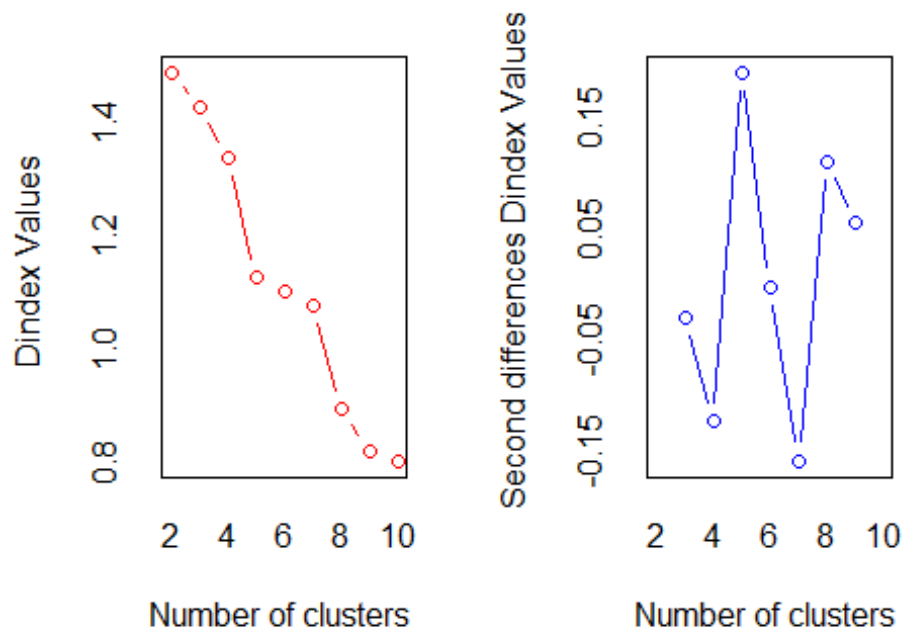 Dindex Values
1.4
1.2
1.0
0.8
2 4 6 8 10
Number of clusters
Second differences Dindex Values
0.15
0.05
-0.05
-0.15
2 4 6 8 10
Number of clusters